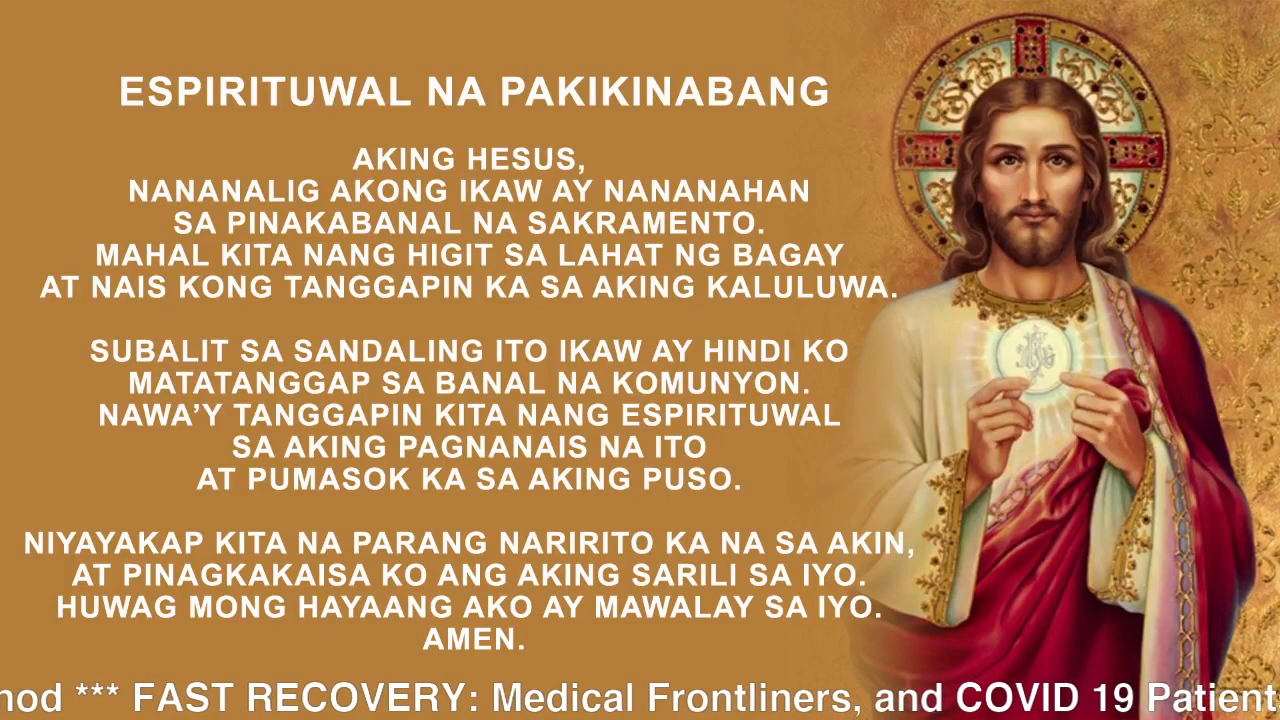 ESPIRITUWAL NA PAKIKINABANG
AKING HESUS,
NANANALIG AKONG IKAW AY NANANAHAN
SA PINAKABANAL NA SAKRAMENTO.
MAHAL KITA NANG HIGIT SA LAHAT NG BAGAY
AT NAIS KONG TANGGAPIN KA SA AKING KALULUWA.
SUBALIT SA SANDALING ITO IKAW AY HINDI KO
MATATANGGAP SA BANAL NA KOMUNYON.
NAWA’Y TANGGAPIN KITA NANG ESPIRITUWAL
SA AKING PAGNANAIS NA ITO
AT PUMASOK KA SA AKING PUSO.
NIYAYAKAP KITA NA PARANG NARIRITO KA NA SA AKIN,
AT PINAGKAKAISA KO ANG AKING SARILI SA IYO.
HUWAG MONG HAYAANG AKO AY MAWALAY SA IYO.
AMEN.
*** FAST RECOVERY: Medical Frontliners, and COVID 19 Patient